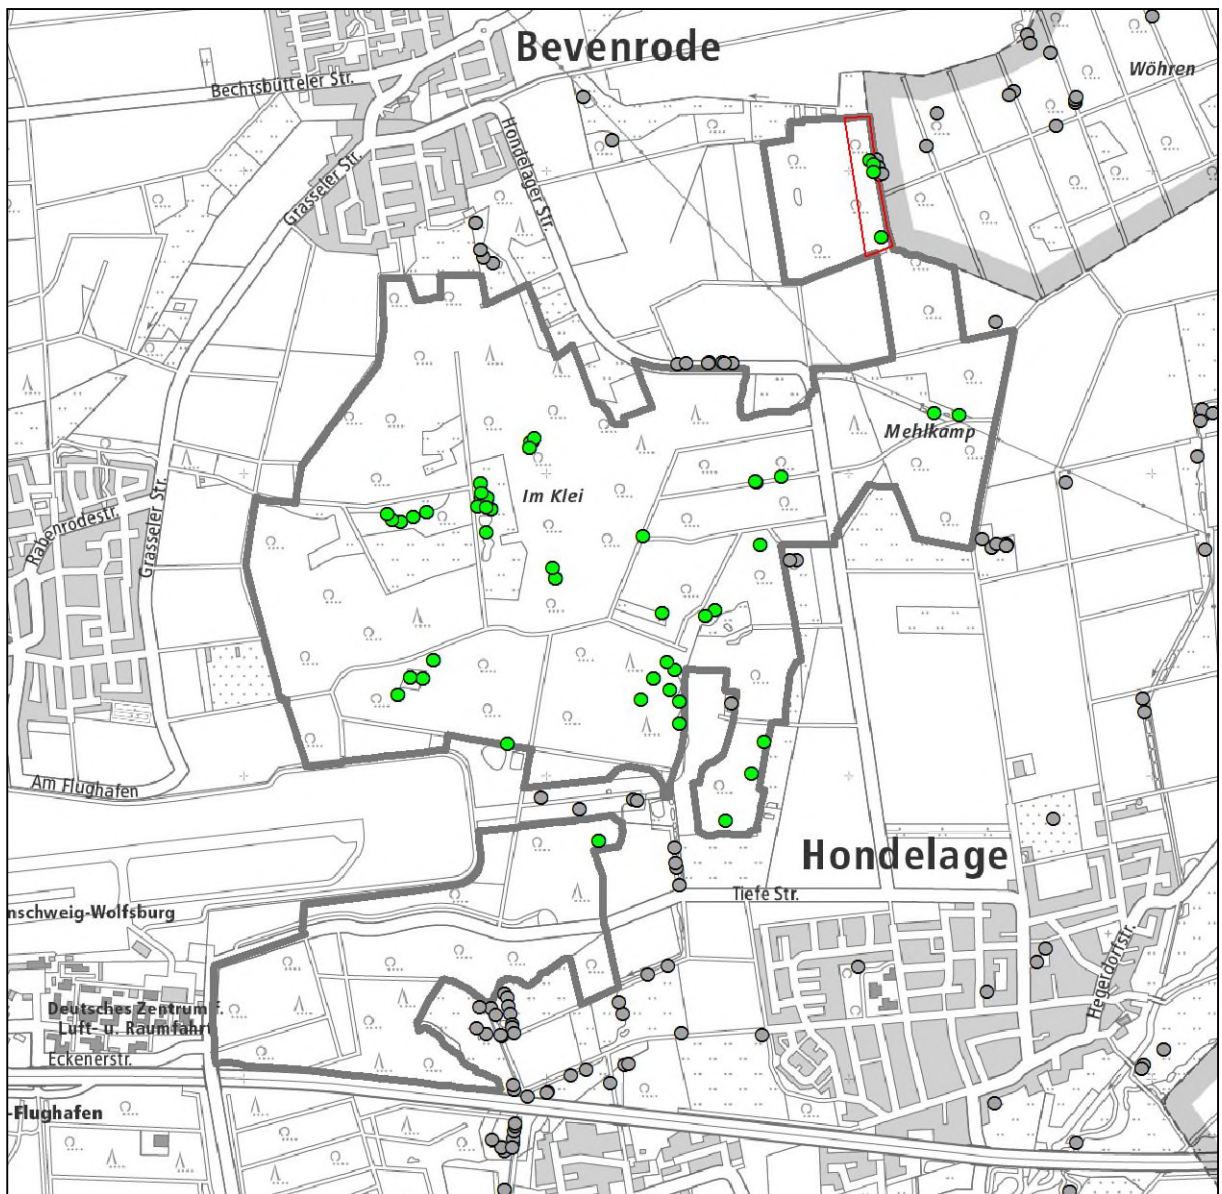 Bevenrode
Wöhren
Bechtsbütteler Str.
Hondelager Str.
Grasseler Str.
Mehlkamp
Im Klei
Rabenrodestr.
Grasseler Str.
Am Flughafen
Hondelage
Tiefe Str.
nschweig-Wolfsburg
Hegerdorfstr.
Deutsches Zentrum f.
Luft- u. Raumfahrt
Eckenerstr.
-Flughafen